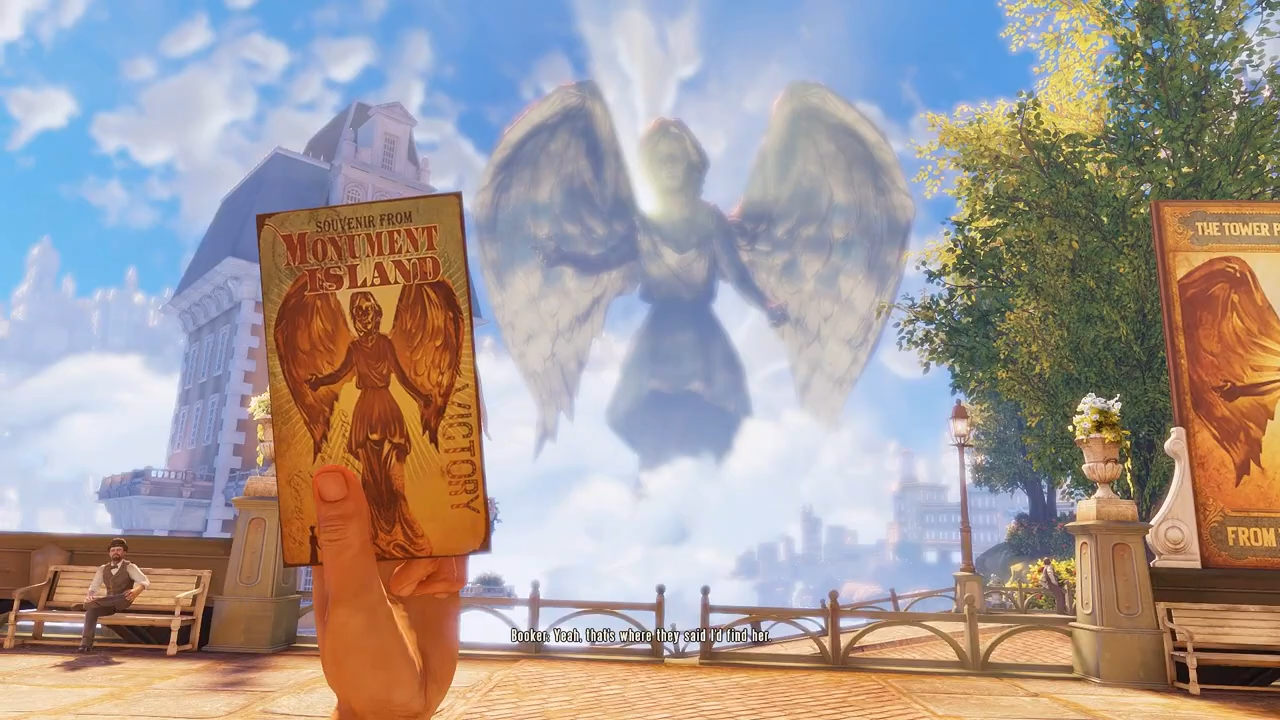 SOUVENIR FROM
MONUMENT
ISLAND
VICTORY
THE TOWER
FROM
Booker: Yeah, that's where they said I'd find her.